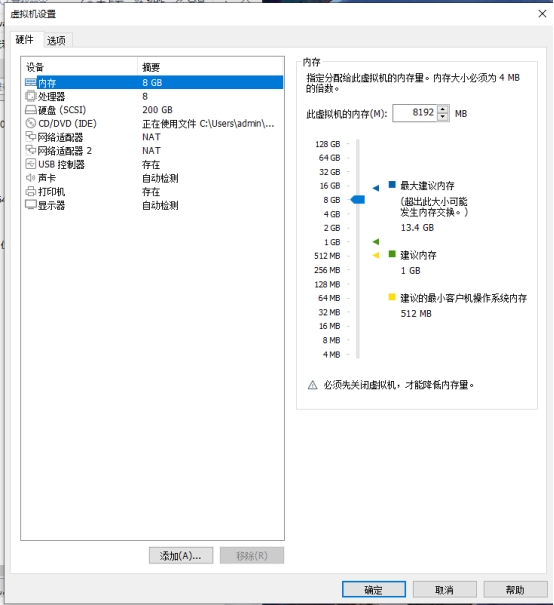 虚拟机设置
硬件 选项
设备 摘要
内存 8 GB
处理器 8
硬盘 (SCSI) 200 GB
CD/DVD (IDE) 正在使用文件 C:\Users\admin\...
网络适配器 NAT
网络适配器 2 NAT
USB 控制器 存在
声卡 自动检测
打印机 存在
显示器 自动检测
添加(A)... 移除(R)
内存
指定分配给此虚拟机的内存量。内存大小必须为 4 MB
的倍数。
此虚拟机的内存(M): 8192 MB
128 GB
64 GB
32 GB
16 GB
8 GB
4 GB
2 GB
1 GB
512 MB
256 MB
128 MB
64 MB
32 MB
16 MB
8 MB
4 MB
最大建议内存
(超出此大小可能
发生内存交换。)
13.4 GB
建议内存
1 GB
建议的最小客户机操作系统内存
512 MB
必须先关闭虚拟机，才能降低内存量。
确定 取消 帮助